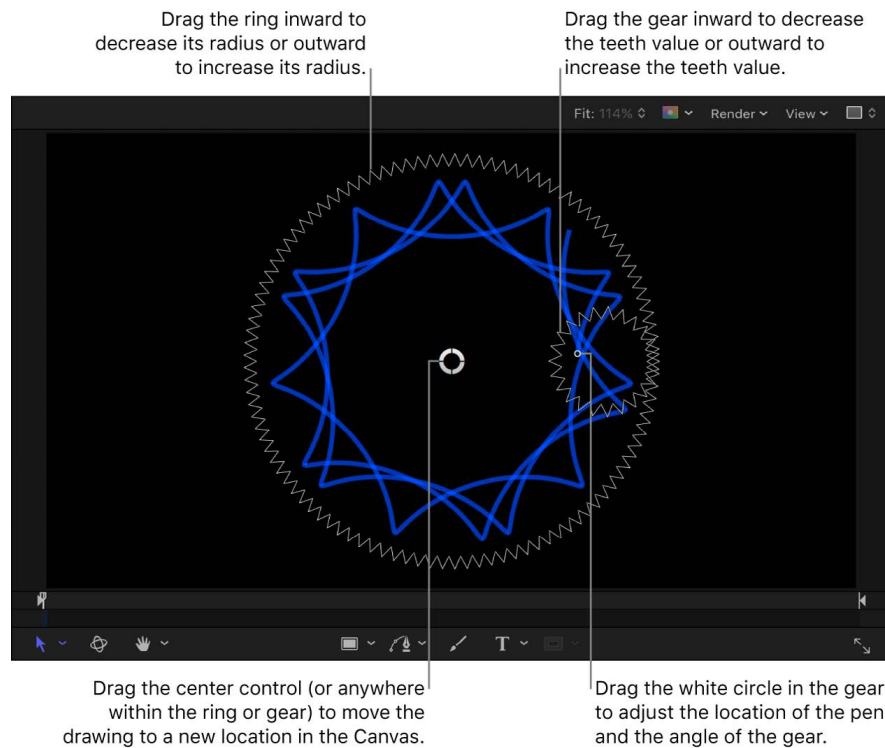 Drag the ring inward to
decrease its radius or outward
to increase its radius.
Drag the gear inward to decrease
the teeth value or outward to
increase the teeth value.
Fit: 114% Render View
T
Drag the center control (or anywhere
within the ring or gear) to move the
drawing to a new location in the Canvas.
Drag the white circle in the gear
to adjust the location of the pen
and the angle of the gear.